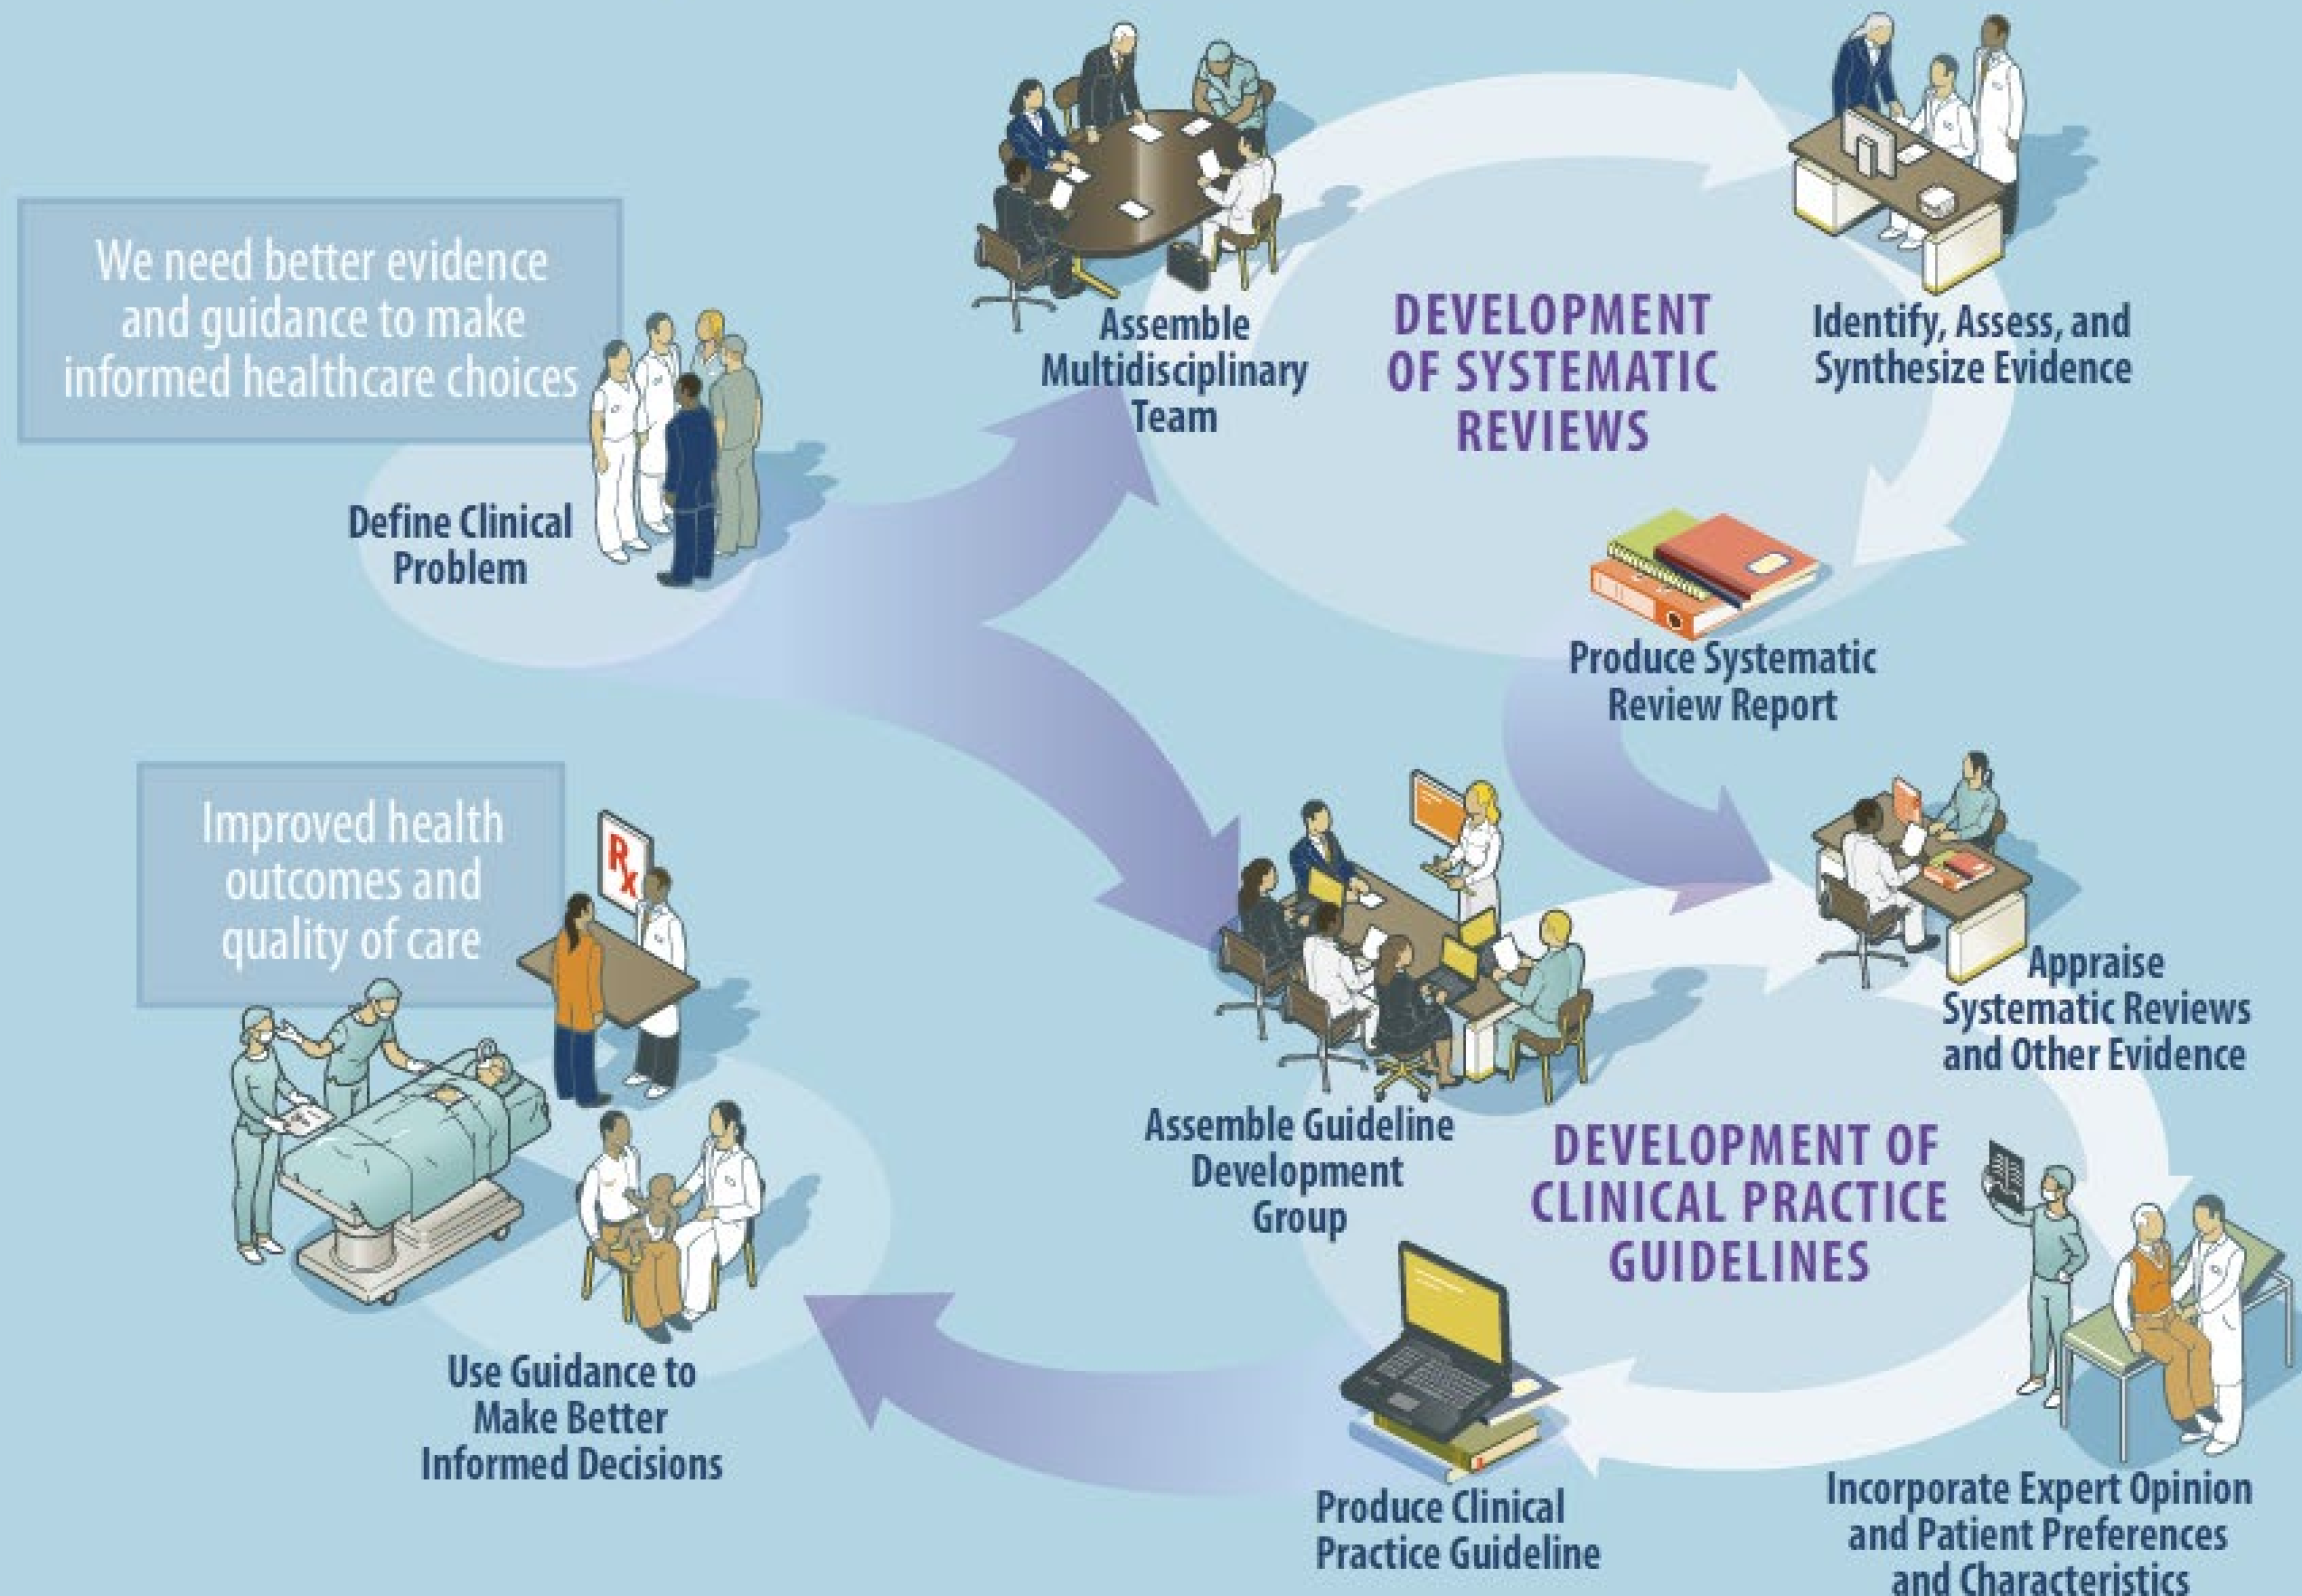 We need better evidence
and guidance to make
informed healthcare choices
Define Clinical
Problem
Assemble
Multidisciplinary
Team
DEVELOPMENT
OF SYSTEMATIC
REVIEWS
Identify, Assess, and
Synthesize Evidence
Produce Systematic
Review Report
Improved health
outcomes and
quality of care
Rx
Assemble Guideline
Development
Group
Appraise
Systematic Reviews
and Other Evidence
DEVELOPMENT OF
CLINICAL PRACTICE
GUIDELINES
Use Guidance to
Make Better
Informed Decisions
Produce Clinical
Practice Guideline
Incorporate Expert Opinion
and Patient Preferences
and Characteristics